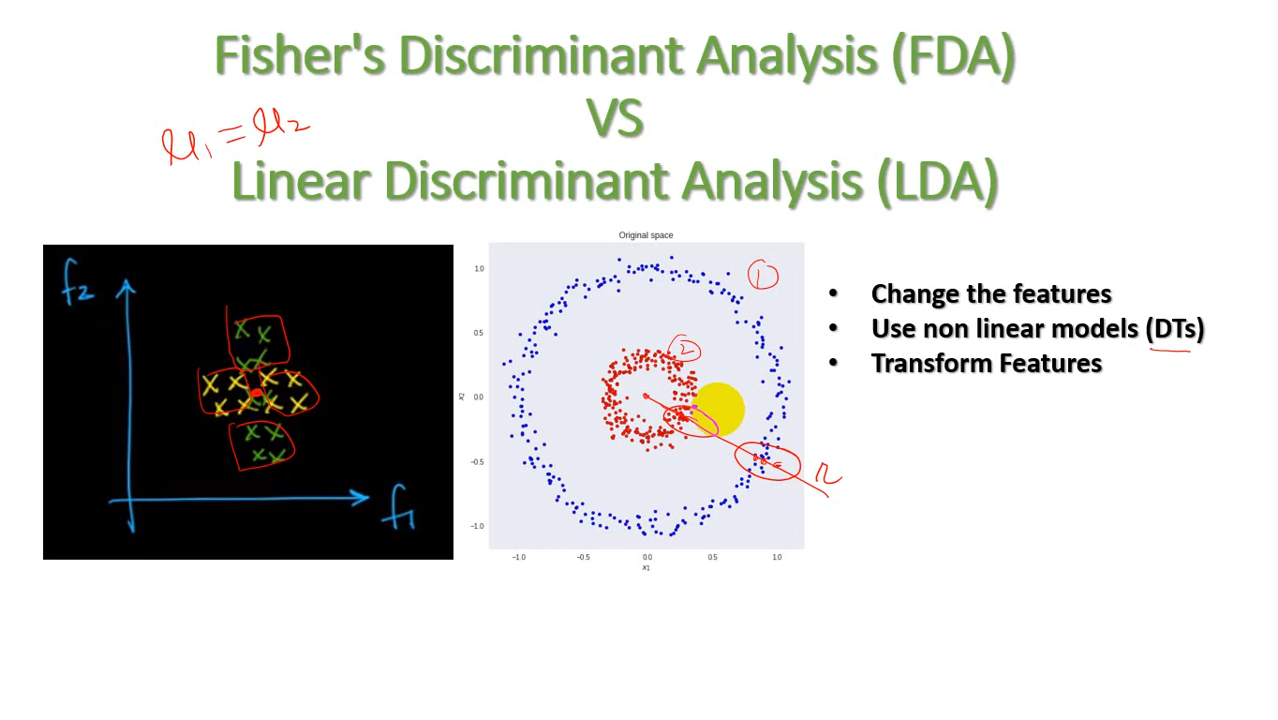 Fisher's Discriminant Analysis (FDA)
VS
μ₁ = μ₂
Linear Discriminant Analysis (LDA)
f₂
f₁
Original space
1.0
0.5
0.0
−0.5
−1.0
x₂
−1.0
−0.5
0.0
0.5
1.0
x₁
1
2
r
• Change the features
• Use non linear models (DTs)
• Transform Features